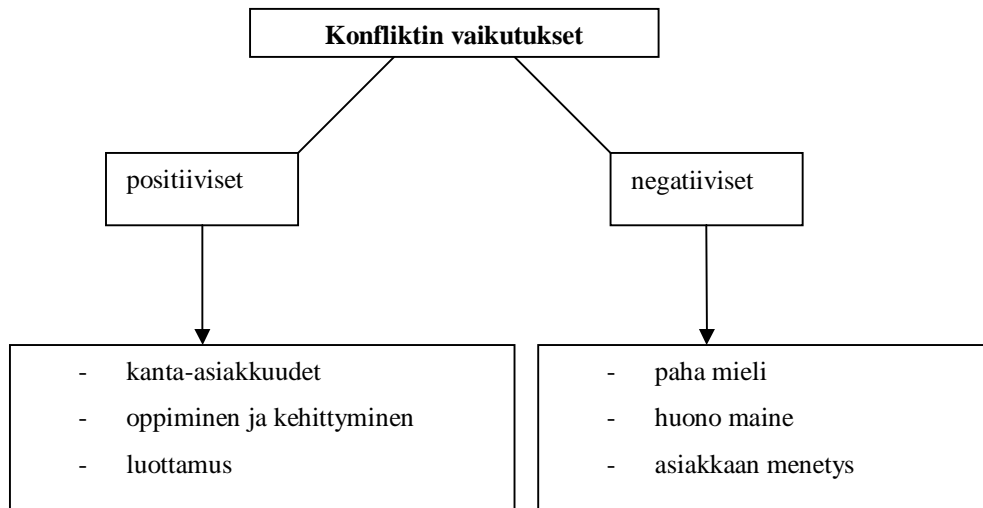 Konfliktin vaikutukset
positiiviset
negatiiviset
- kanta-asiakkuudet
- oppiminen ja kehittyminen
- luottamus
- paha mieli
- huono maine
- asiakkaan menetys